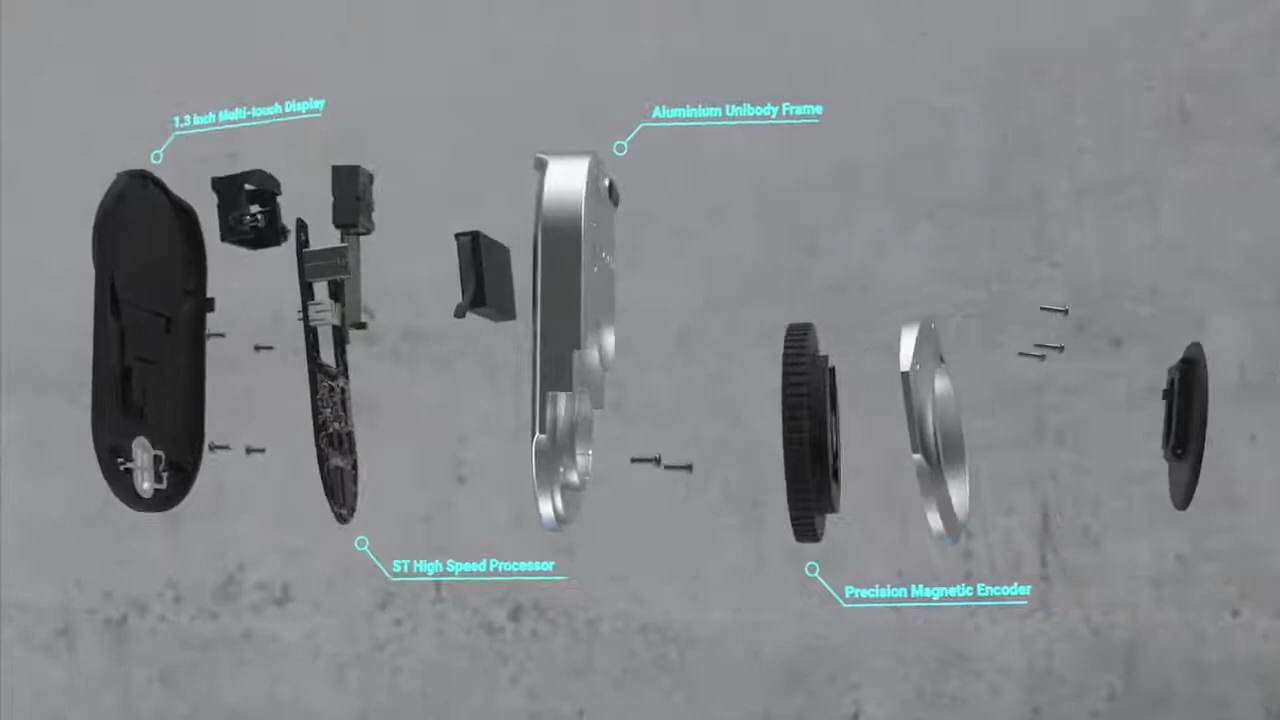 1.3 Inch Multi-touch Display
Aluminium Unibody Frame
ST High Speed Processor
Precision Magnetic Encoder